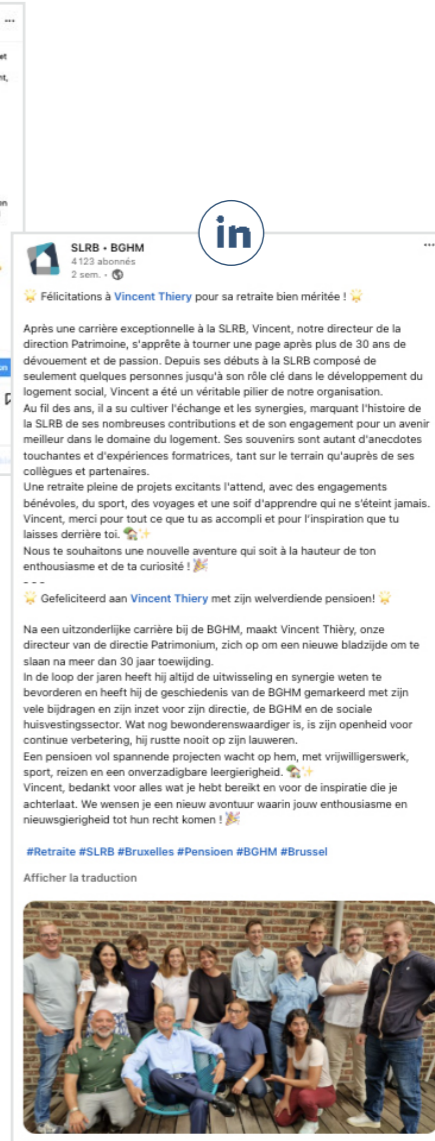 et
nt,
en
on
in
SLRB • BGHM
4 123 abonnés
2 sem. •
Félicitations à Vincent Thiery pour sa retraite bien méritée !
Après une carrière exceptionnelle à la SLRB, Vincent, notre directeur de la
direction Patrimoine, s'apprête à tourner une page après plus de 30 ans de
dévouement et de passion. Depuis ses débuts à la SLRB composé de
seulement quelques personnes jusqu'à son rôle clé dans le développement du
logement social, Vincent a été un véritable pilier de notre organisation.
Au fil des ans, il a su cultiver l'échange et les synergies, marquant l'histoire de
la SLRB de ses nombreuses contributions et de son engagement pour un avenir
meilleur dans le domaine du logement. Ses souvenirs sont autant d'anecdotes
touchantes et d'expériences formatrices, tant sur le terrain qu'auprès de ses
collègues et partenaires.
Une retraite pleine de projets excitants l'attend, avec des engagements
bénévoles, du sport, des voyages et une soif d'apprendre qui ne s'éteint jamais.
Vincent, merci pour tout ce que tu as accompli et pour l'inspiration que tu
laisses derrière toi.
Nous te souhaitons une nouvelle aventure qui soit à la hauteur de ton
enthousiasme et de ta curiosité !
- - -
Gefeliciteerd aan Vincent Thiery met zijn welverdiende pensioen!
Na een uitzonderlijke carrière bij de BGHM, maakt Vincent Thièry, onze
directeur van de directie Patrimonium, zich op om een nieuwe bladzijde om te
slaan na meer dan 30 jaar toewijding.
In de loop der jaren heeft hij altijd de uitwisseling en synergie weten te
bevorderen en heeft hij de geschiedenis van de BGHM gemarkeerd met zijn
vele bijdragen en zijn inzet voor zijn directie, de BGHM en de sociale
huisvestingssector. Wat nog bewonderenswaardiger is, is zijn openheid voor
continue verbetering, hij rustte nooit op zijn lauweren.
Een pensioen vol spannende projecten wacht op hem, met vrijwilligerswerk,
sport, reizen en een onverzadigbare leergierigheid.
Vincent, bedankt voor alles wat je hebt bereikt en voor de inspiratie die je
achterlaat. We wensen je een nieuw avontuur waarin jouw enthousiasme en
nieuwsgierigheid tot hun recht komen !
#Retraite #SLRB #Bruxelles #Pensioen #BGHM #Brussel
Afficher la traduction